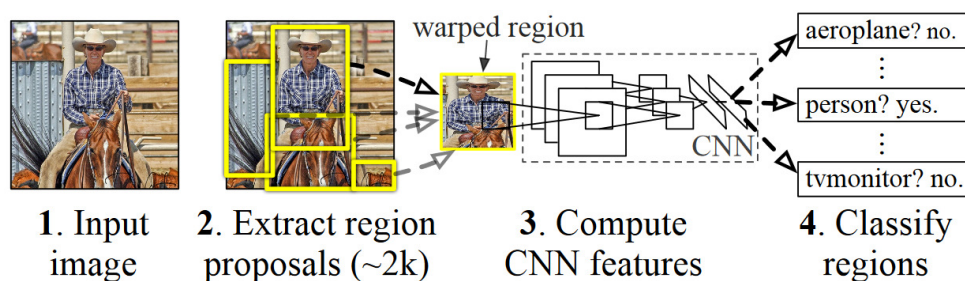 warped region
aeroplane? no.
person? yes.
CNN
tvmonitor? no.
1. Input
image
2. Extract region
proposals (~2k)
3. Compute
CNN features
4. Classify
regions